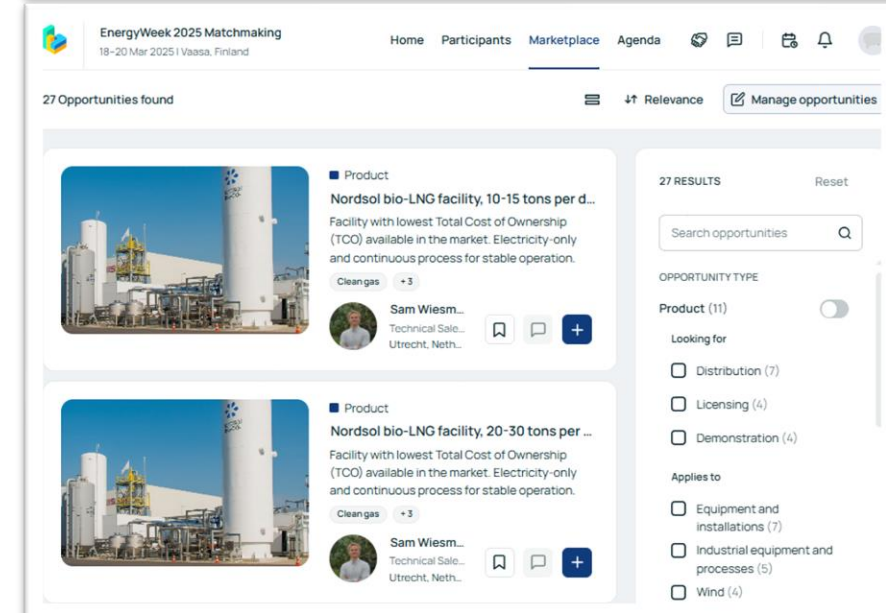 EnergyWeek 2025 Matchmaking
18-20 Mar 2025 | Vaasa, Finland
Home Participants Marketplace Agenda
27 Opportunities found
Relevance
Manage opportunities
Product
Nordsol bio-LNG facility, 10-15 tons per d...
Facility with lowest Total Cost of Ownership
(TCO) available in the market. Electricity-only
and continuous process for stable operation.
Clean gas +3
Sam Wiesm...
Technical Sale...
Utrecht, Neth...
Product
Nordsol bio-LNG facility, 20-30 tons per ...
Facility with lowest Total Cost of Ownership
(TCO) available in the market. Electricity-only
and continuous process for stable operation.
Clean gas +3
Sam Wiesm...
Technical Sale...
Utrecht, Neth...
27 RESULTS Reset
Search opportunities
OPPORTUNITY TYPE
Product (11)
Looking for
Distribution (7)
Licensing (4)
Demonstration (4)
Applies to
Equipment and
installations (7)
Industrial equipment and
processes (5)
Wind (4)